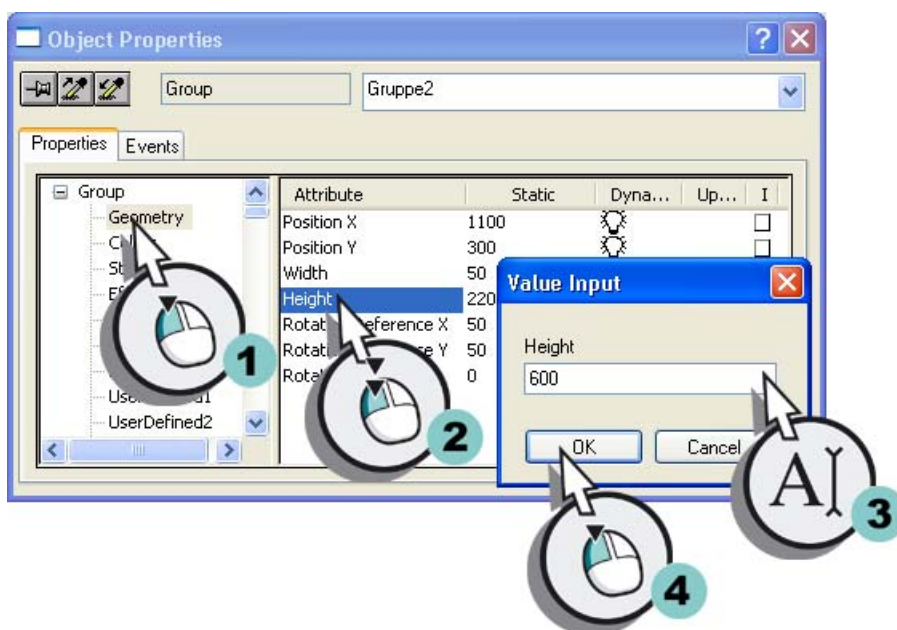 Object Properties
Group Gruppe2
Properties Events
Group
Geometry
UserDefined2
Attribute Static Dyna... Up... I
Position X 1100
Position Y 300
Width 50
Height 220
Reference X 50
Y 50
0
Value Input
Height
600
OK Cancel
1
2
3
4
A